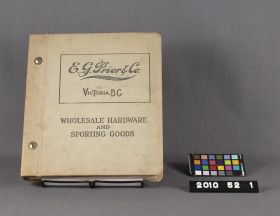 E.G. Prior & Co.
VICTORIA, B.C.
WHOLESALE HARDWARE
AND
SPORTING GOODS
2010 52 1